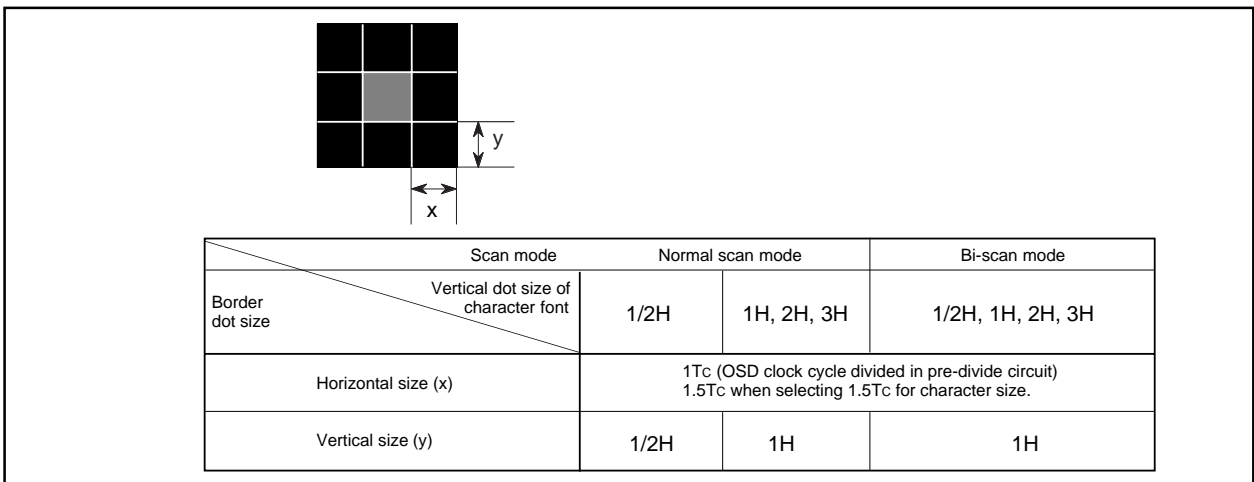 y
x
Scan mode Normal scan mode Bi-scan mode
Border dot size Vertical dot size of character font 1/2H 1H, 2H, 3H 1/2H, 1H, 2H, 3H
Horizontal size (x) 1TC (OSD clock cycle divided in pre-divide circuit)
1.5TC when selecting 1.5TC for character size.
Vertical size (y) 1/2H 1H 1H